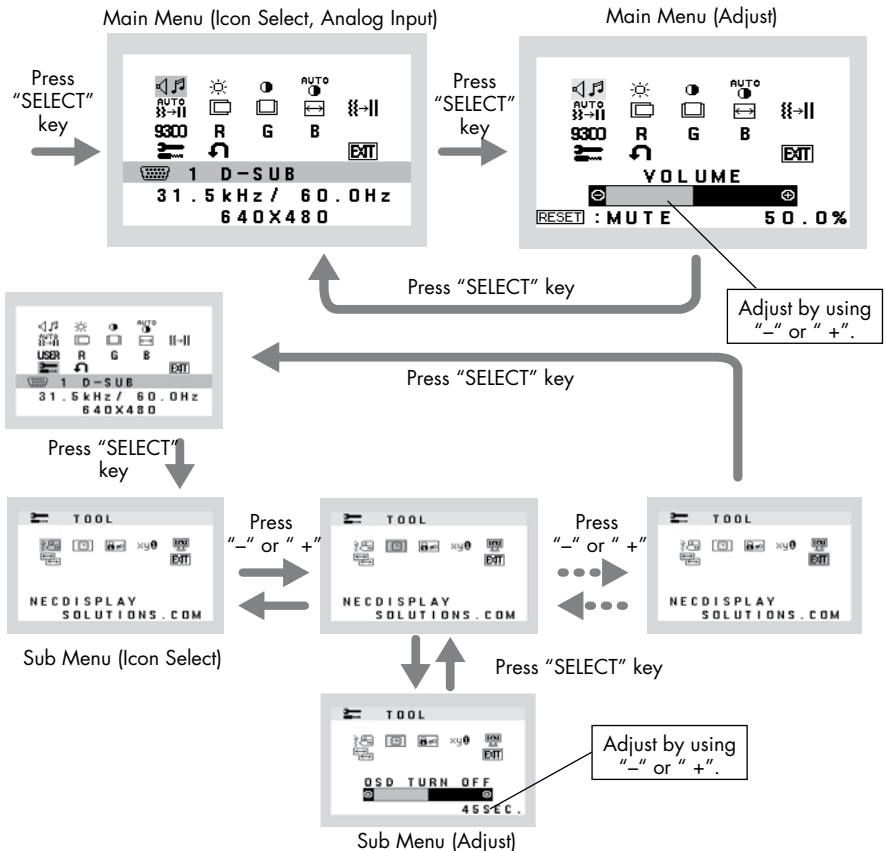 Main Menu (Icon Select, Analog Input)
Main Menu (Adjust)
Press
“SELECT”
key
AUTO
AUTO
9300 R G B
EXIT
1 D-SUB
31.5kHz/ 60.0Hz
640X480
Press
“SELECT”
key
AUTO
AUTO
9300 R G B
EXIT
VOLUME
RESET :MUTE 50.0%
Press “SELECT” key
Adjust by using
“–“ or “ +”.
AUTO
AUTO
USER R G B
EXIT
1 D-SUB
31.5kHz/ 60.0Hz
640X480
Press “SELECT” key
Press “SELECT”
key
TOOL
xy0
EXIT
NECDISPLAY
SOLUTIONS.COM
Sub Menu (Icon Select)
Press
“–“ or “ +”
TOOL
xy0
EXIT
NECDISPLAY
SOLUTIONS.COM
Press
“–“ or “ +”
TOOL
xy0
EXIT
NECDISPLAY
SOLUTIONS.COM
Press “SELECT” key
TOOL
xy0
EXIT
OSD TURN OFF
45SEC.
Adjust by using
“–“ or “ +”.
Sub Menu (Adjust)